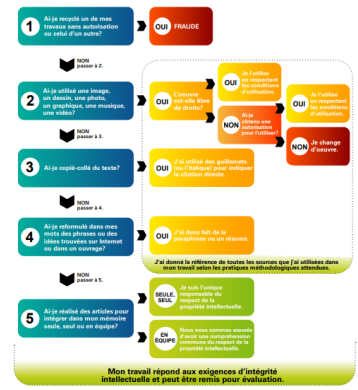 1
Ai-je recyclé un de mes
travaux sans autorisation
ou celui d'un autre?
OUI
FRAUDE
NON
passer à 2.
2
Ai-je utilisé une image,
un dessin, une photo,
un graphique, une musique,
une vidéo?
OUI
L'oeuvre
est-elle libre
de droits?
OUI
Je l'utilise
en respectant
les conditions
d'utilisation.
NON
Ai-je
obtenu une
autorisation
pour l'utiliser?
OUI
Je l'utilise
en respectant
les conditions
d'utilisation.
NON
Je change
d'oeuvre.
NON
passer à 3.
3
Ai-je copié-collé du texte?
OUI
J'ai utilisé des guillemets
(ou l'italique) pour indiquer
la citation directe.
NON
passer à 4.
4
Ai-je reformulé dans mes
mots des phrases ou des
idées trouvées sur Internet
ou dans un ouvrage?
OUI
J'ai donc fait de la
paraphrase ou un résumé.
J'ai donné la référence de toutes les sources que j'ai utilisées dans
mon travail selon les pratiques méthodologiques attendues.
NON
passer à 5.
5
Ai-je réalisé des articles pour
intégrer dans mon mémoire
seule, seul ou en équipe?
SEULE,
SEUL
Je suis l'unique
responsable du
respect de la
propriété intellectuelle.
EN
ÉQUIPE
Nous nous sommes assurés
d'avoir une compréhension
commune du respect de la
propriété intellectuelle.
Mon travail répond aux exigences d'intégrité
intellectuelle et peut être remis pour évaluation.